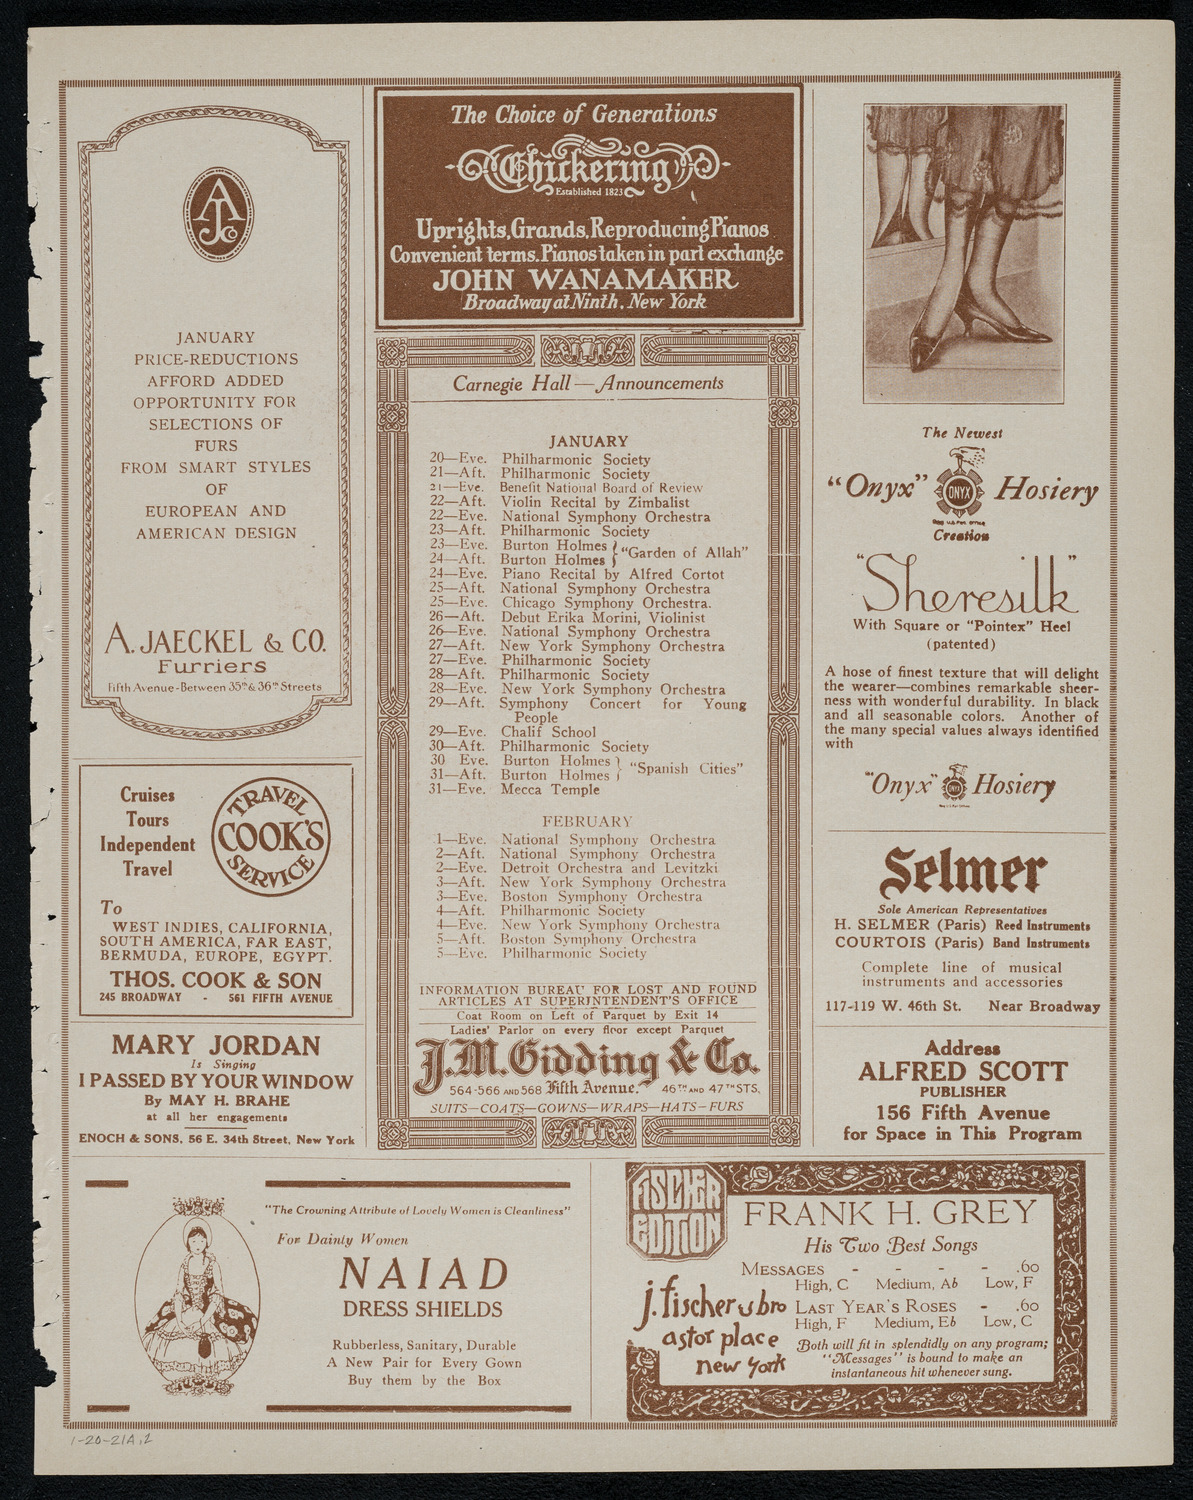 AJCo
JANUARY
PRICE-REDUCTIONS
AFFORD ADDED
OPPORTUNITY FOR
SELECTIONS OF
FURS
FROM SMART STYLES
OF
EUROPEAN AND
AMERICAN DESIGN
A. JAECKEL & CO.
Furriers
Fifth Avenue-Between 35th & 36th Streets
Cruises
Tours
Independent
Travel
TRAVEL
COOK'S
SERVICE
To
WEST INDIES, CALIFORNIA,
SOUTH AMERICA, FAR EAST,
BERMUDA, EUROPE, EGYPT.
THOS. COOK & SON
245 BROADWAY - 561 FIFTH AVENUE
MARY JORDAN
Is Singing
I PASSED BY YOUR WINDOW
By MAY H. BRAHE
at all her engagements
ENOCH & SONS, 56 E. 34th Street, New York
The Choice of Generations
Chickering
Established 1823
Uprights, Grands, Reproducing Pianos
Convenient terms. Pianos taken in part exchange
JOHN WANAMAKER
Broadway at Ninth, New York
Carnegie Hall—Announcements
JANUARY
20—Eve. Philharmonic Society
21—Aft. Philharmonic Society
21—Eve. Benefit National Board of Review
22—Aft. Violin Recital by Zimbalist
22—Eve. National Symphony Orchestra
23—Aft. Philharmonic Society
23—Eve. Burton Holmes } "Garden of Allah"
24—Aft. Burton Holmes }
24—Eve. Piano Recital by Alfred Cortot
25—Aft. National Symphony Orchestra
25—Eve. Chicago Symphony Orchestra.
26—Aft. Debut Erika Morini, Violinist
26—Eve. National Symphony Orchestra
27—Aft. New York Symphony Orchestra
27—Eve. Philharmonic Society
28—Aft. Philharmonic Society
28—Eve. New York Symphony Orchestra
29—Aft. Symphony Concert for Young
People
29—Eve. Chalif School
30—Aft. Philharmonic Society
30 Eve. Burton Holmes } "Spanish Cities"
31—Aft. Burton Holmes }
31—Eve. Mecca Temple
FEBRUARY
1—Eve. National Symphony Orchestra
2—Aft. National Symphony Orchestra
2—Eve. Detroit Orchestra and Levitzki
3—Aft. New York Symphony Orchestra
3—Eve. Boston Symphony Orchestra
4—Aft. Philharmonic Society
4—Eve. New York Symphony Orchestra
5—Aft. Boston Symphony Orchestra
5—Eve. Philharmonic Society
INFORMATION BUREAU FOR LOST AND FOUND
ARTICLES AT SUPERINTENDENT'S OFFICE
Coat Room on Left of Parquet by Exit 14
Ladies' Parlor on every floor except Parquet
J.M. Gidding & Co.
564-566 AND 568 Fifth Avenue. 46TH AND 47TH STS.
SUITS—COATS—GOWNS—WRAPS—HATS—FURS
The Newest
"Onyx" ONYX Hosiery
REG U.S. PAT. OFFICE
Creation
"Sheresilk"
With Square or "Pointex" Heel
(patented)
A hose of finest texture that will delight
the wearer—combines remarkable sheer-
ness with wonderful durability. In black
and all seasonable colors. Another of
the many special values always identified
with
"Onyx" Hosiery
Selmer
Sole American Representatives
H. SELMER (Paris) Reed Instruments
COURTOIS (Paris) Band Instruments
Complete line of musical
instruments and accessories
117-119 W. 46th St. Near Broadway
Address
ALFRED SCOTT
PUBLISHER
156 Fifth Avenue
for Space in This Program
"The Crowning Attribute of Lovely Women is Cleanliness"
For Dainty Women
NAIAD
DRESS SHIELDS
Rubberless, Sanitary, Durable
A New Pair for Every Gown
Buy them by the Box
FISCHER
EDITION
j. fischer & bro
astor place
new york
FRANK H. GREY
His Two Best Songs
MESSAGES - - - - .60
High, C Medium, Ab Low, F
LAST YEAR'S ROSES - .60
High, F Medium, Eb Low, C
Both will fit in splendidly on any program;
"Messages" is bound to make an
instantaneous hit whenever sung.
1-20-21A,2